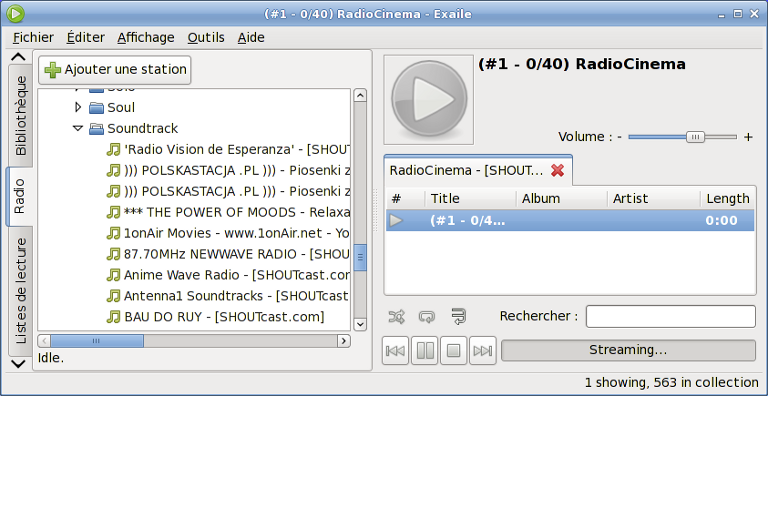 (#1 - 0/40) RadioCinema - Exaile
Fichier Éditer Affichage Outils Aide
Bibliothèque
Radio
Listes de lecture
Ajouter une station
Soul
Soundtrack
'Radio Vision de Esperanza' - [SHOUT
))) POLSKASTACJA .PL ))) - Piosenki z
))) POLSKASTACJA .PL ))) - Piosenki z
*** THE POWER OF MOODS - Relaxa
1onAir Movies - www.1onAir.net - Yo
87.70MHz NEWWAVE RADIO - [SHOU
Anime Wave Radio - [SHOUTcast.com
Antenna1 Soundtracks - [SHOUTcast
BAU DO RUY - [SHOUTcast.com]
Idle.
(#1 - 0/40) RadioCinema
Volume : - +
RadioCinema - [SHOUT...
# Title Album Artist Length
(#1 - 0/4... 0:00
Rechercher :
Streaming...
1 showing, 563 in collection